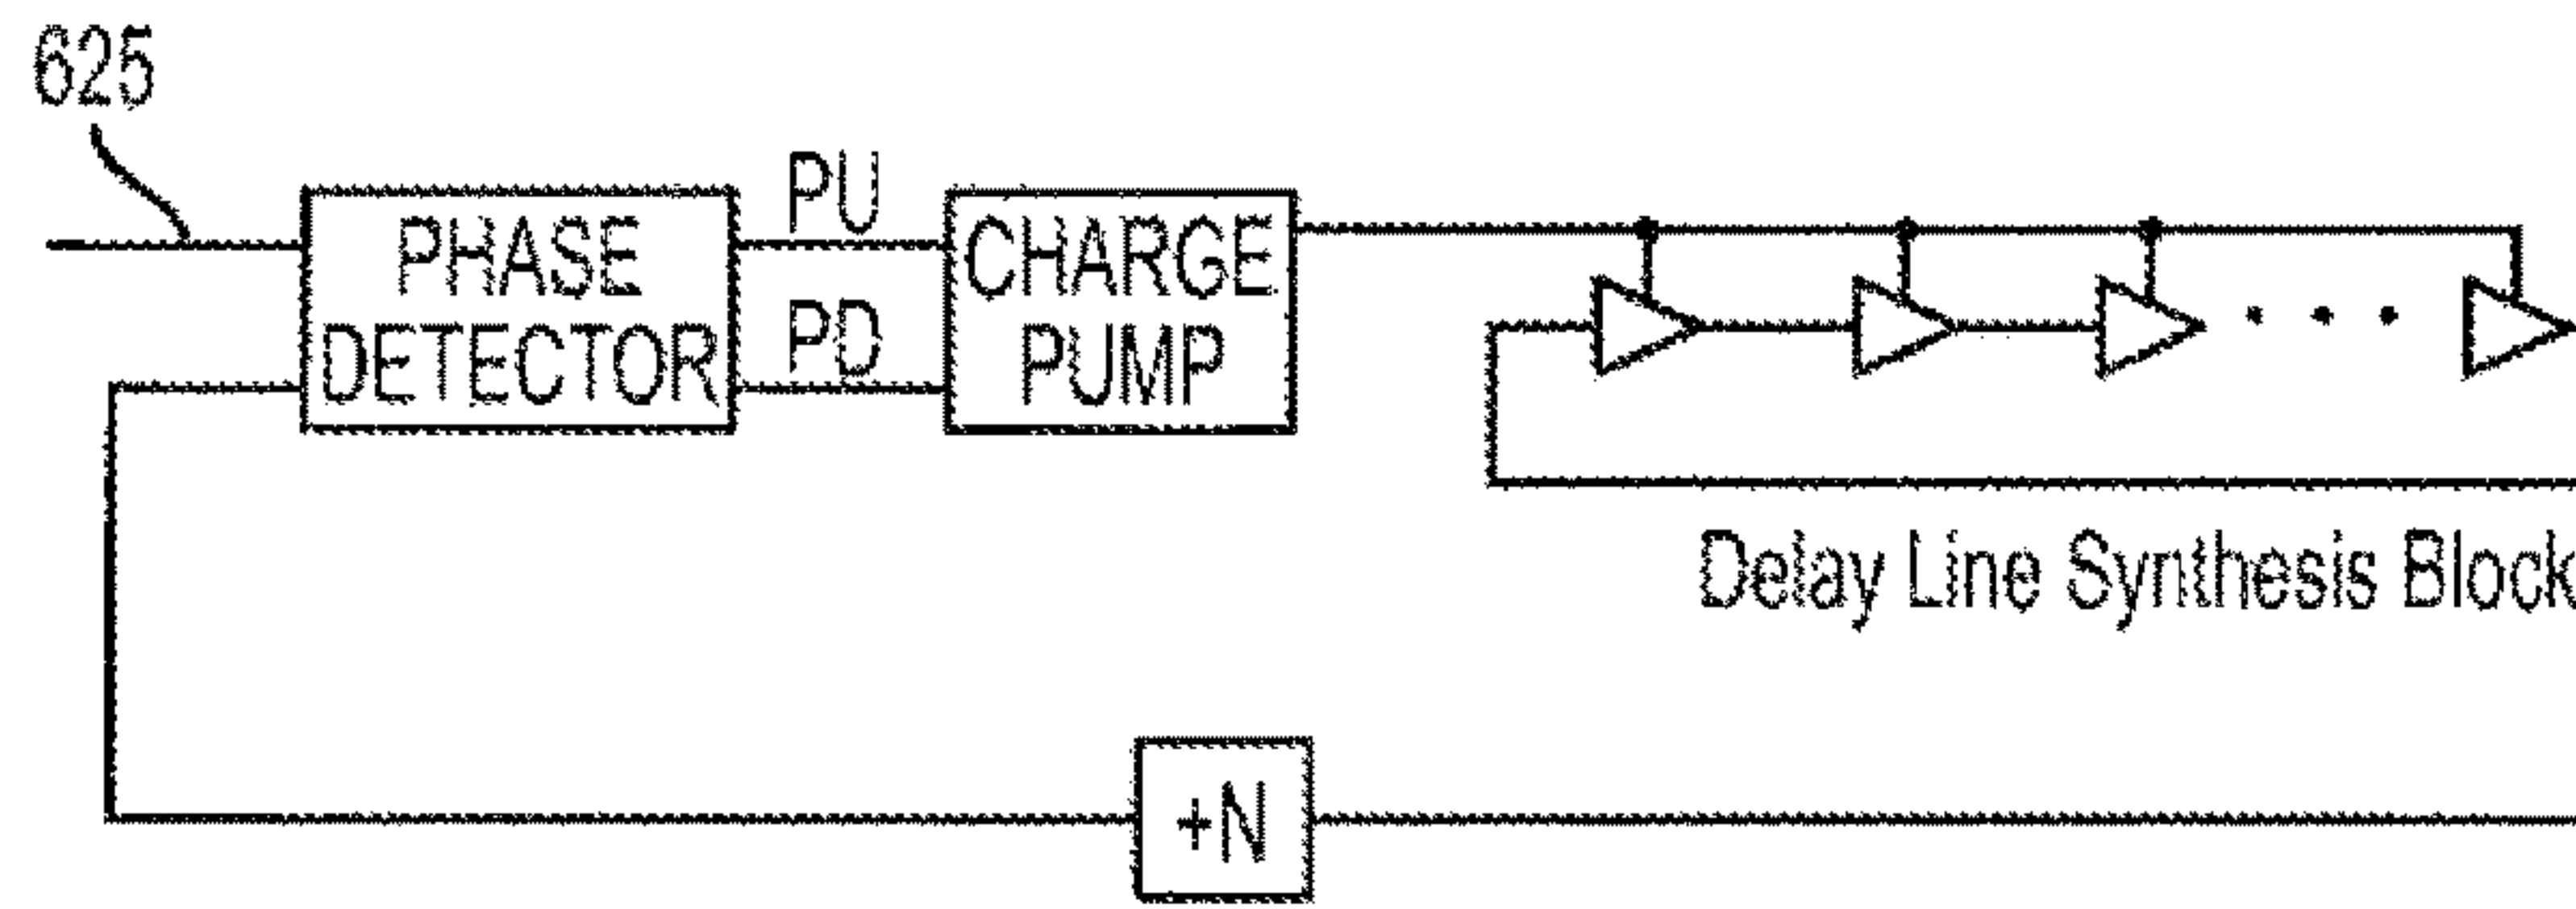 625
PHASE
DETECTOR
PU
PD
CHARGE
PUMP
Delay Line Synthesis Block
+N